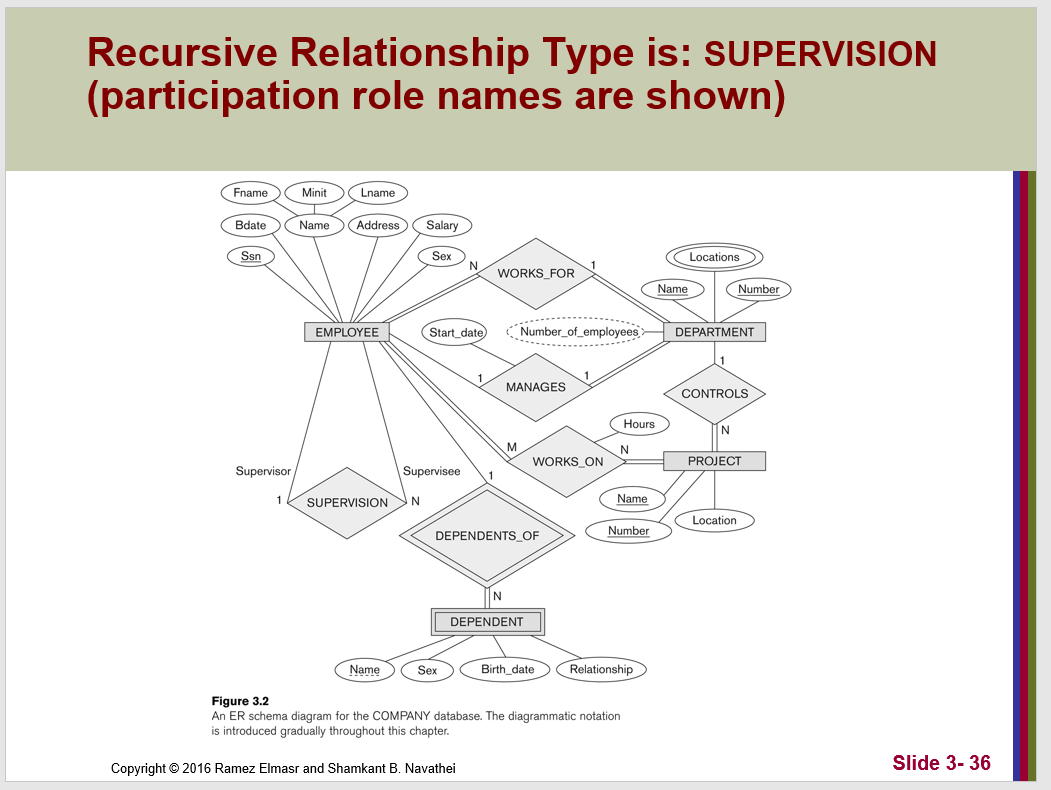 Recursive Relationship Type is: SUPERVISION
(participation role names are shown)
Fname
Minit
Lname
Bdate
Name
Address
Salary
Ssn
Sex
N
WORKS_FOR
1
Locations
Name
Number
EMPLOYEE
Start_date
Number_of_employees
DEPARTMENT
1
MANAGES
1
1
CONTROLS
N
Hours
M
WORKS_ON
N
PROJECT
Supervisor
Supervisee
1
SUPERVISION
N
1
Name
Number
Location
DEPENDENTS_OF
N
DEPENDENT
Name
Sex
Birth_date
Relationship
Figure 3.2
An ER schema diagram for the COMPANY database. The diagrammatic notation
is introduced gradually throughout this chapter.
Copyright © 2016 Ramez Elmasr and Shamkant B. Navathei
Slide 3- 36